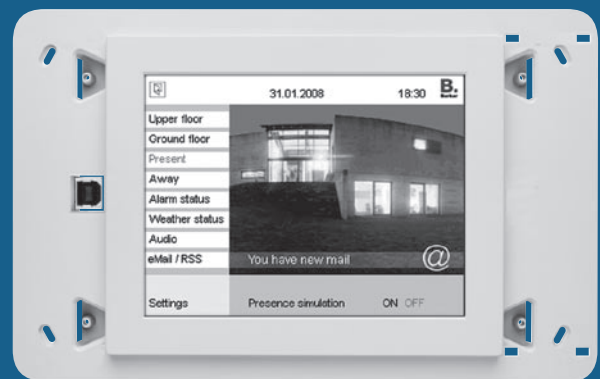 31.01.2008 18:30 B.
Upper floor
Ground floor
Present
Away
Alarm status
Weather status
Audio
eMail / RSS You have new mail @
Settings Presence simulation ON OFF